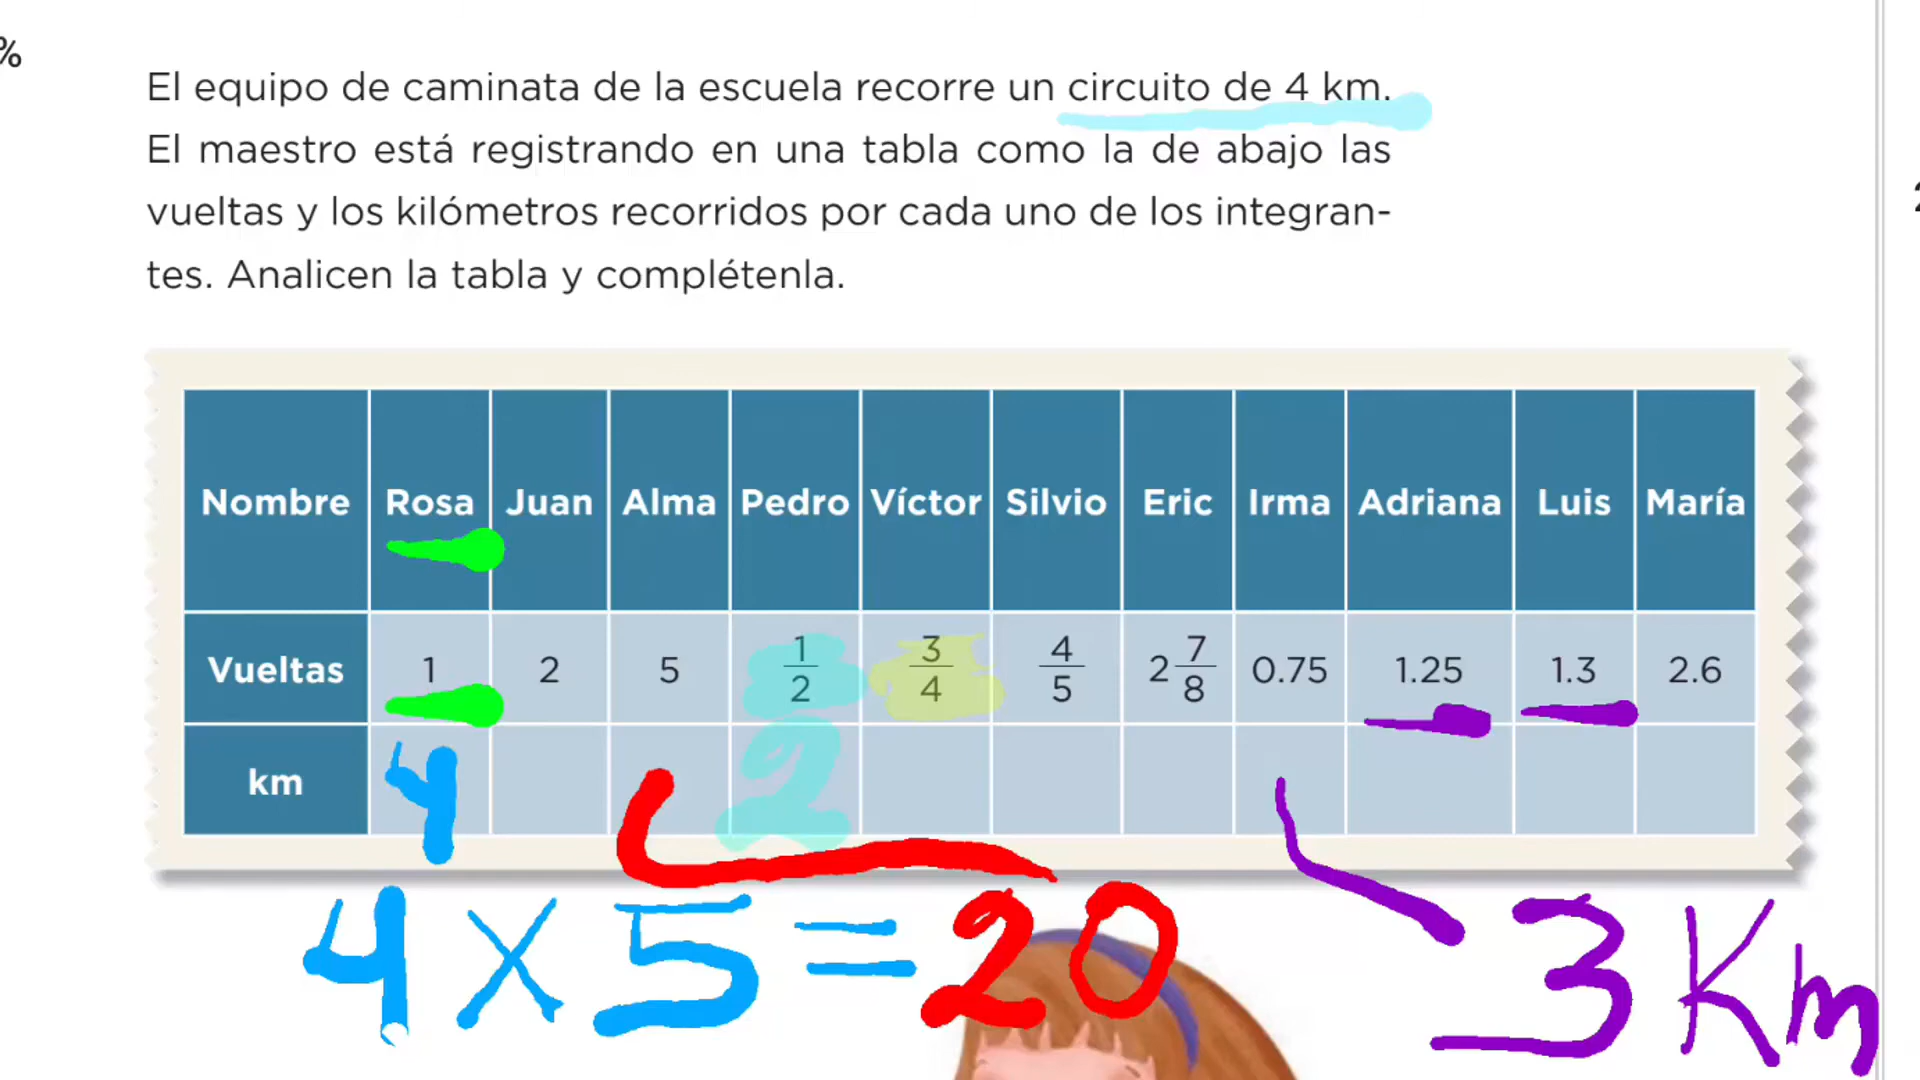 %
El equipo de caminata de la escuela recorre un circuito de 4 km.
El maestro está registrando en una tabla como la de abajo las
vueltas y los kilómetros recorridos por cada uno de los integran-
tes. Analicen la tabla y complétenla.
Nombre Rosa Juan Alma Pedro Víctor Silvio Eric Irma Adriana Luis María
Vueltas 1 2 5 1/2 3/4 4/5 2 7/8 0.75 1.25 1.3 2.6
km 4 2
4 x 5 = 20 3 Km